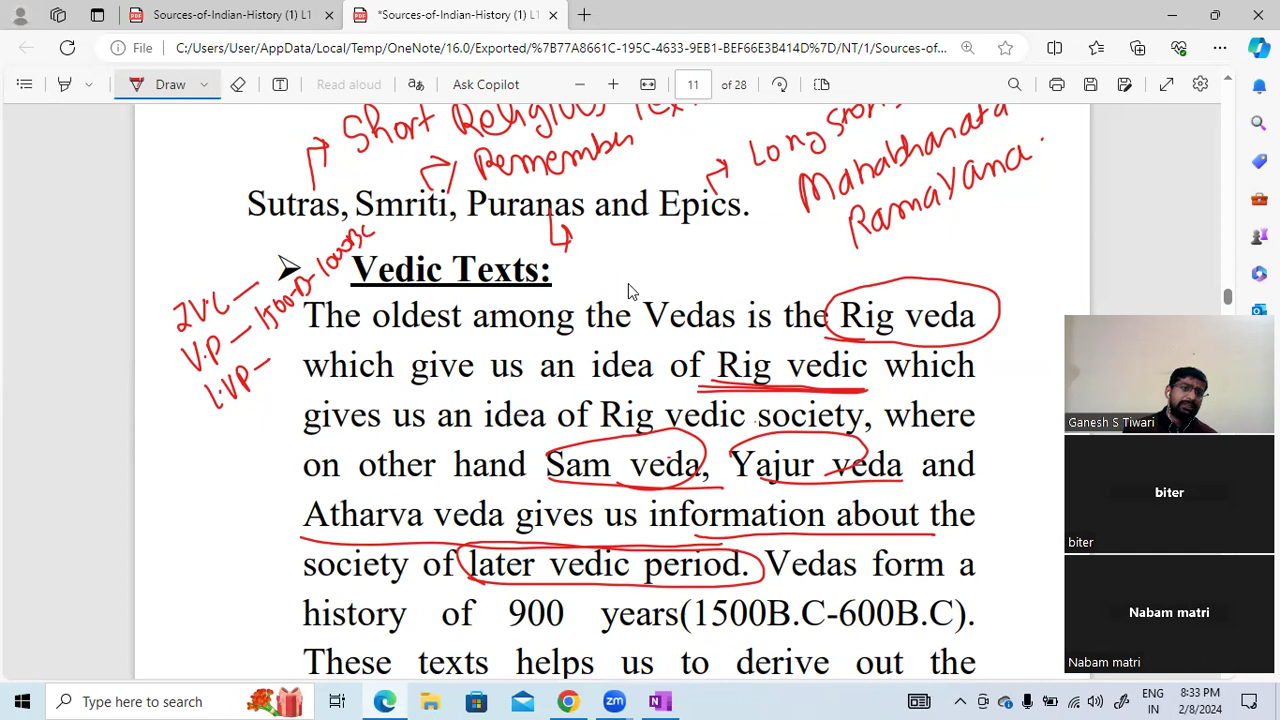 Sources-of-Indian-History (1) L1
*Sources-of-Indian-History (1) L1
File
C:/Users/User/AppData/Local/Temp/OneNote/16.0/Exported/%7B77A8661C-195C-4633-9EB1-BEF66E3B414D%7D/NT/1/Sources-of...
Draw
Read aloud
Ask Copilot
11
of 28
Short Religious
Remember
Long Stor
Mahabharata
Ramayana.
Sutras, Smriti, Puranas and Epics.
Vedic Texts:
V.P - 1500-B-1000BC
L.VP-
The oldest among the Vedas is the Rig veda
which give us an idea of Rig vedic which
gives us an idea of Rig vedic society, where
on other hand Sam veda, Yajur veda and
Atharva veda gives us information about the
society of later vedic period. Vedas form a
history of 900 years(1500B.C-600B.C).
These texts helps us to derive out the
Ganesh S Tiwari
biter
biter
Nabam matri
Nabam matri
Type here to search
ENG
IN
8:33 PM
2/8/2024